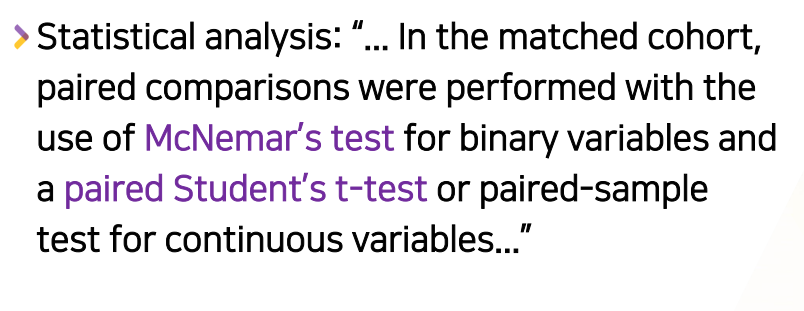 Statistical analysis: “... In the matched cohort,
paired comparisons were performed with the
use of McNemar’s test for binary variables and
a paired Student’s t-test or paired-sample
test for continuous variables...”